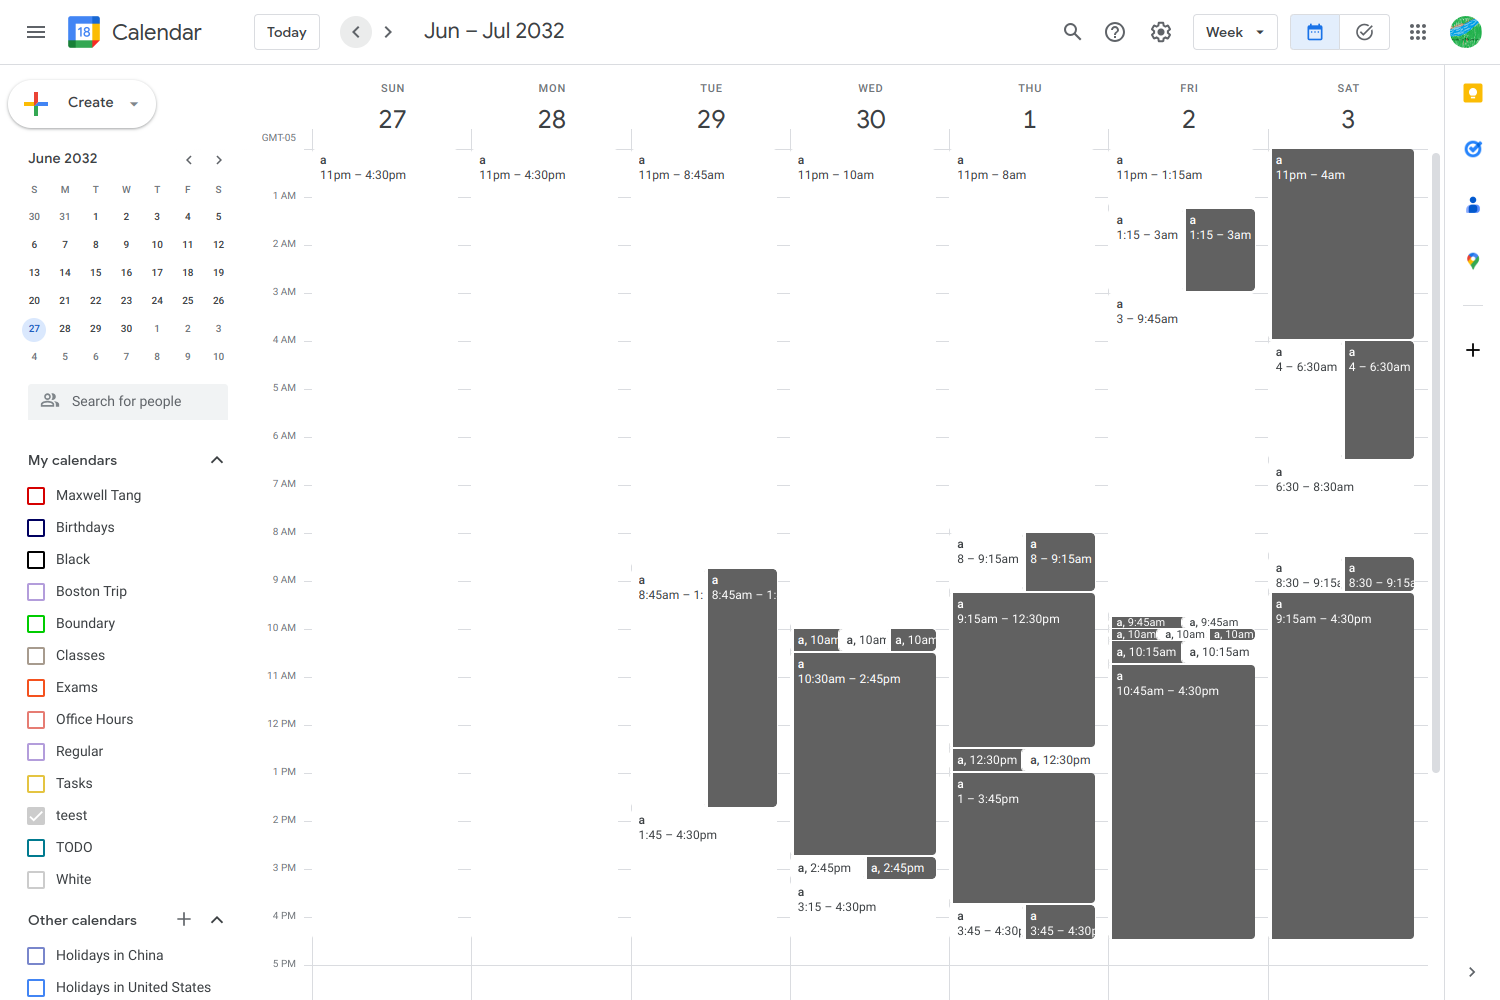 18 Calendar Today Jun – Jul 2032 Week
Create
SUN MON TUE WED THU FRI SAT
27 28 29 30 1 2 3
GMT-05
June 2032
S M T W T F S
30 31 1 2 3 4 5
6 7 8 9 10 11 12
13 14 15 16 17 18 19
20 21 22 23 24 25 26
27 28 29 30 1 2 3
4 5 6 7 8 9 10
Search for people
My calendars
Maxwell Tang
Birthdays
Black
Boston Trip
Boundary
Classes
Exams
Office Hours
Regular
Tasks
teest
TODO
White
Other calendars
Holidays in China
Holidays in United States
1 AM
2 AM
3 AM
4 AM
5 AM
6 AM
7 AM
8 AM
9 AM
10 AM
11 AM
12 PM
1 PM
2 PM
3 PM
4 PM
5 PM
a
11pm – 4:30pm
a
11pm – 4:30pm
a
11pm – 8:45am
a
8:45am – 1:
a
8:45am – 1:
a
1:45 – 4:30pm
a
11pm – 10am
a, 10am
a, 10am
a, 10am
a
10:30am – 2:45pm
a, 2:45pm
a, 2:45pm
a
3:15 – 4:30pm
a
11pm – 8am
a
8 – 9:15am
a
8 – 9:15am
a
9:15am – 12:30pm
a, 12:30pm
a, 12:30pm
a
1 – 3:45pm
a
3:45 – 4:30p
a
3:45 – 4:30p
a
11pm – 1:15am
a
1:15 – 3am
a
1:15 – 3am
a
3 – 9:45am
a, 9:45am
a, 9:45am
a, 10am
a, 10am
a, 10am
a, 10:15am
a, 10:15am
a
10:45am – 4:30pm
a
11pm – 4am
a
4 – 6:30am
a
4 – 6:30am
a
6:30 – 8:30am
a
8:30 – 9:15a
a
8:30 – 9:15a
a
9:15am – 4:30pm